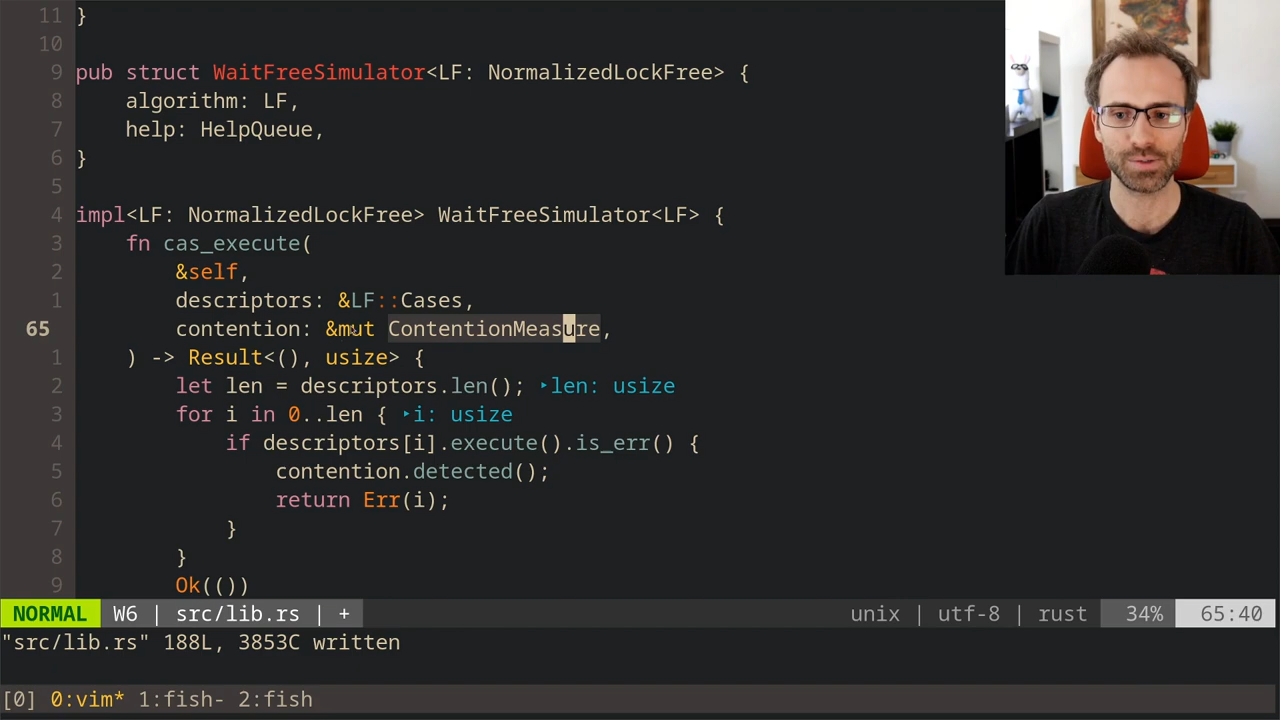 11 }
10
9 pub struct WaitFreeSimulator<LF: NormalizedLockFree> {
8 algorithm: LF,
7 help: HelpQueue,
6 }
5
4 impl<LF: NormalizedLockFree> WaitFreeSimulator<LF> {
3 fn cas_execute(
2 &self,
1 descriptors: &LF::Cases,
65 contention: &mut ContentionMeasure,
1 ) -> Result<(), usize> {
2 let len = descriptors.len(); ‣len: usize
3 for i in 0..len { ‣i: usize
4 if descriptors[i].execute().is_err() {
5 contention.detected();
6 return Err(i);
7 }
8 }
9 Ok(())
NORMAL W6 | src/lib.rs | + unix | utf-8 | rust 34% 65:40
"src/lib.rs" 188L, 3853C written
[0] 0:vim* 1:fish- 2:fish